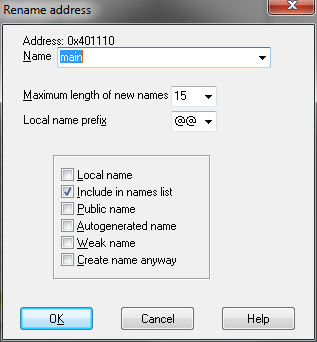 Rename address
Address: 0x401110
Name main
Maximum length of new names 15
Local name prefix @@
Local name
Include in names list
Public name
Autogenerated name
Weak name
Create name anyway
OK Cancel Help